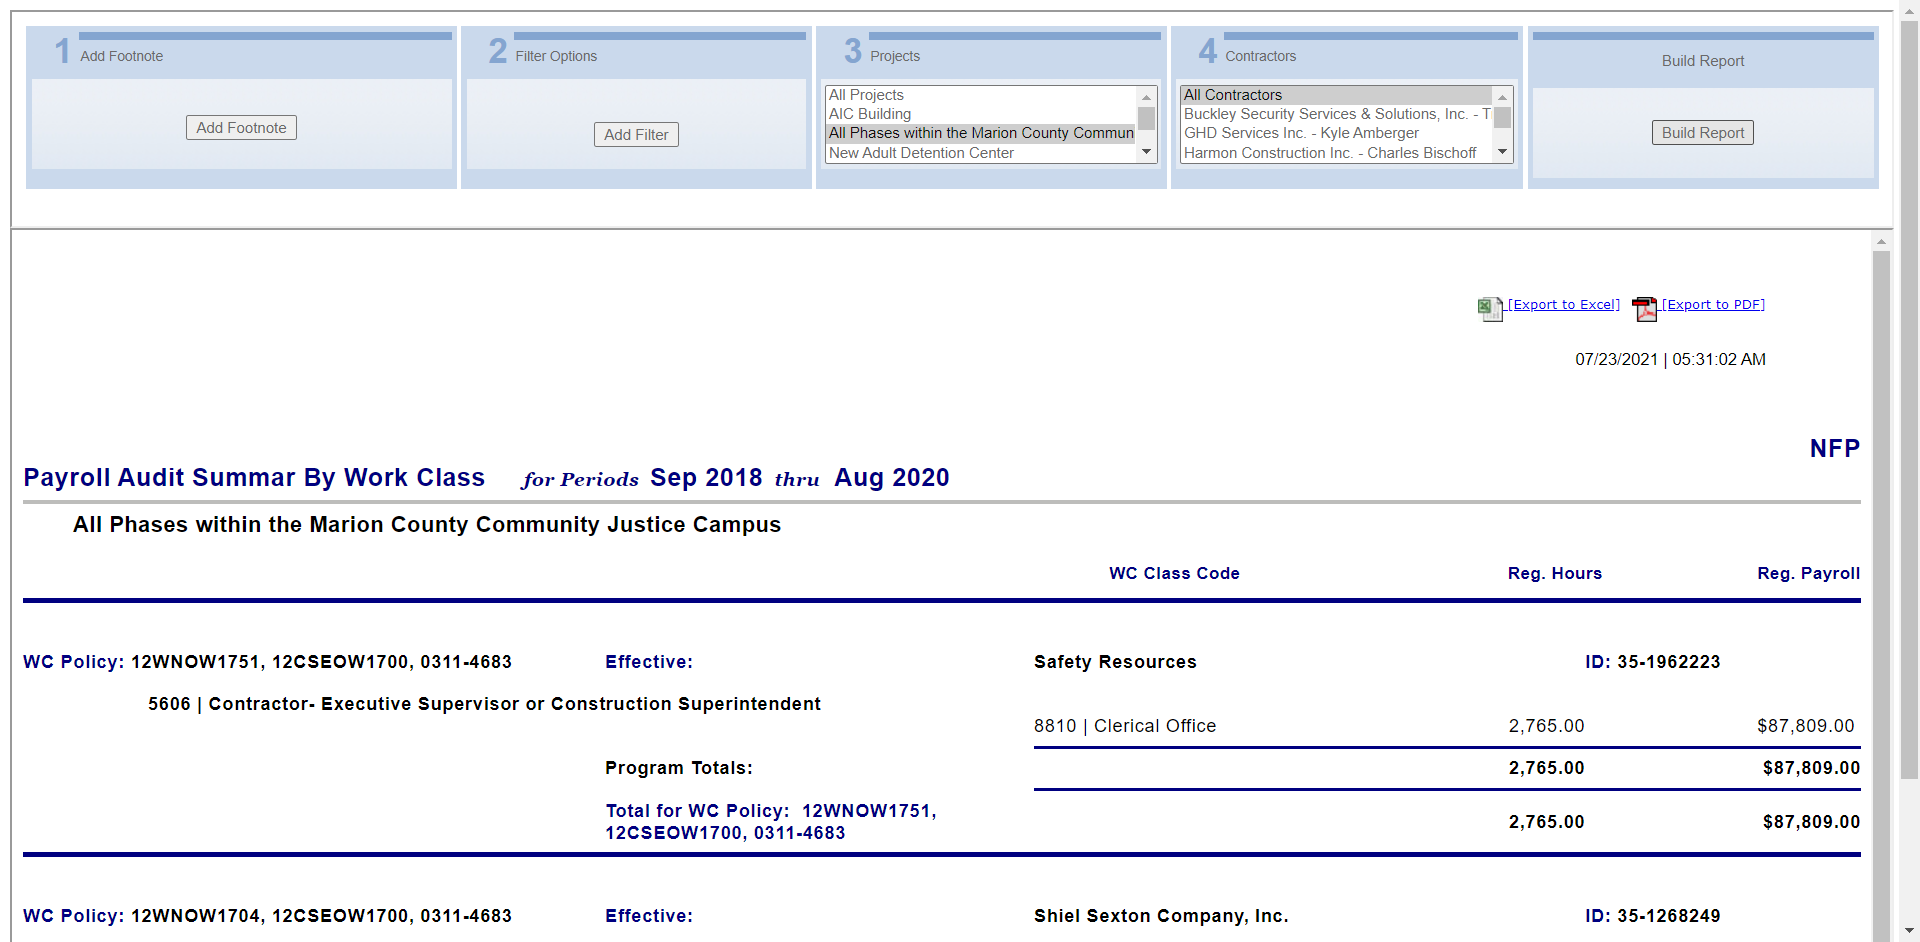 1 Add Footnote
Add Footnote
2 Filter Options
Add Filter
3 Projects
All Projects
AIC Building
All Phases within the Marion County Commun
New Adult Detention Center
4 Contractors
All Contractors
Buckley Security Services & Solutions, Inc. - T
GHD Services Inc. - Kyle Amberger
Harmon Construction Inc. - Charles Bischoff
Build Report
Build Report
[Export to Excel] [Export to PDF]
07/23/2021 | 05:31:02 AM
NFP
Payroll Audit Summar By Work Class for Periods Sep 2018 thru Aug 2020
All Phases within the Marion County Community Justice Campus
WC Class Code Reg. Hours Reg. Payroll
WC Policy: 12WNOW1751, 12CSEOW1700, 0311-4683 Effective: Safety Resources ID: 35-1962223
5606 | Contractor- Executive Supervisor or Construction Superintendent
8810 | Clerical Office 2,765.00 $87,809.00
Program Totals: 2,765.00 $87,809.00
Total for WC Policy: 12WNOW1751,
12CSEOW1700, 0311-4683 2,765.00 $87,809.00
WC Policy: 12WNOW1704, 12CSEOW1700, 0311-4683 Effective: Shiel Sexton Company, Inc. ID: 35-1268249